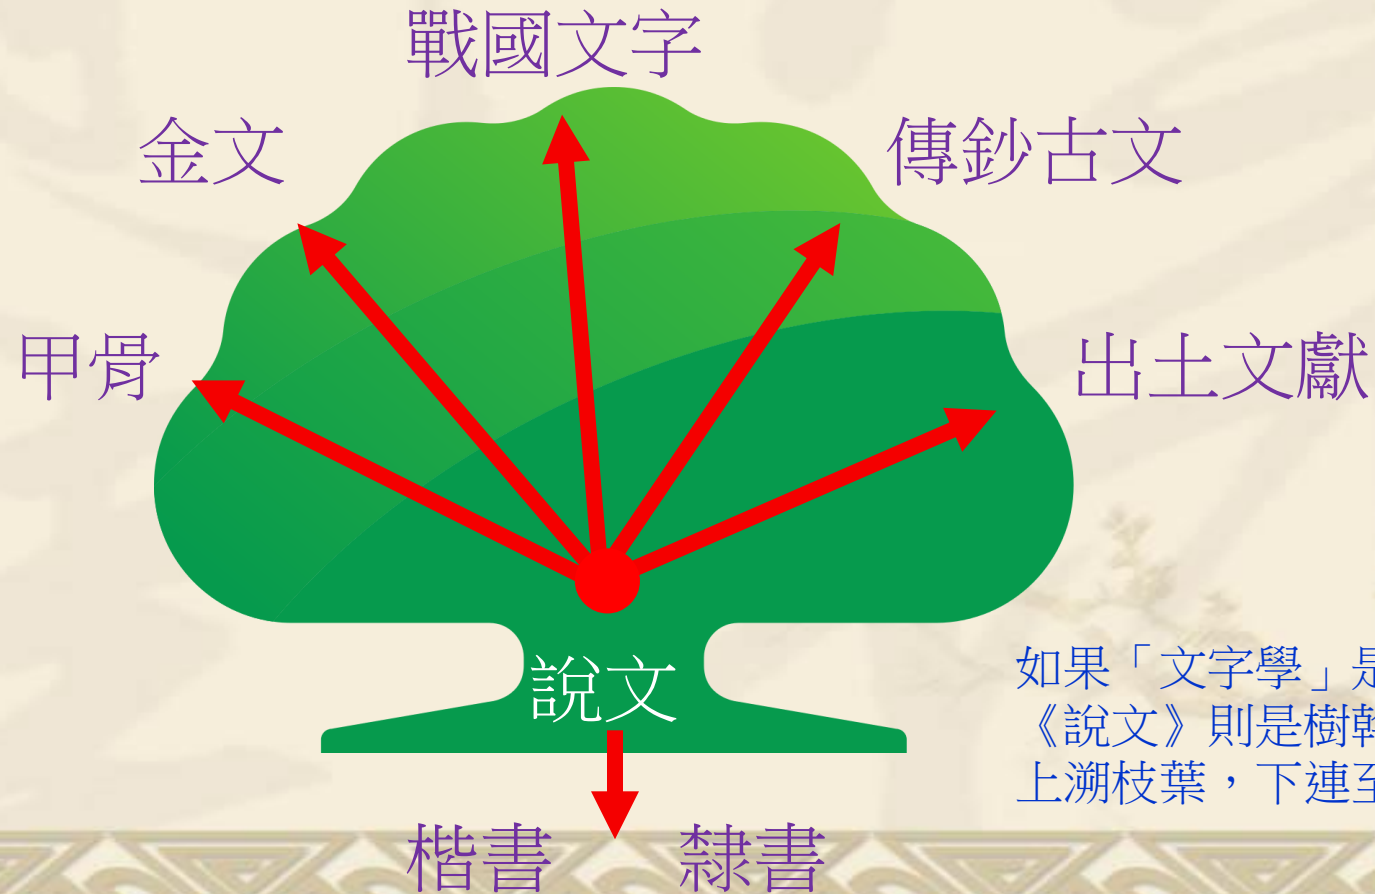 戰國文字
金文
傳鈔古文
甲骨
出土文獻
說文
如果「文字學」是
《說文》則是樹幹
上溯枝葉，下連至
楷書 隸書